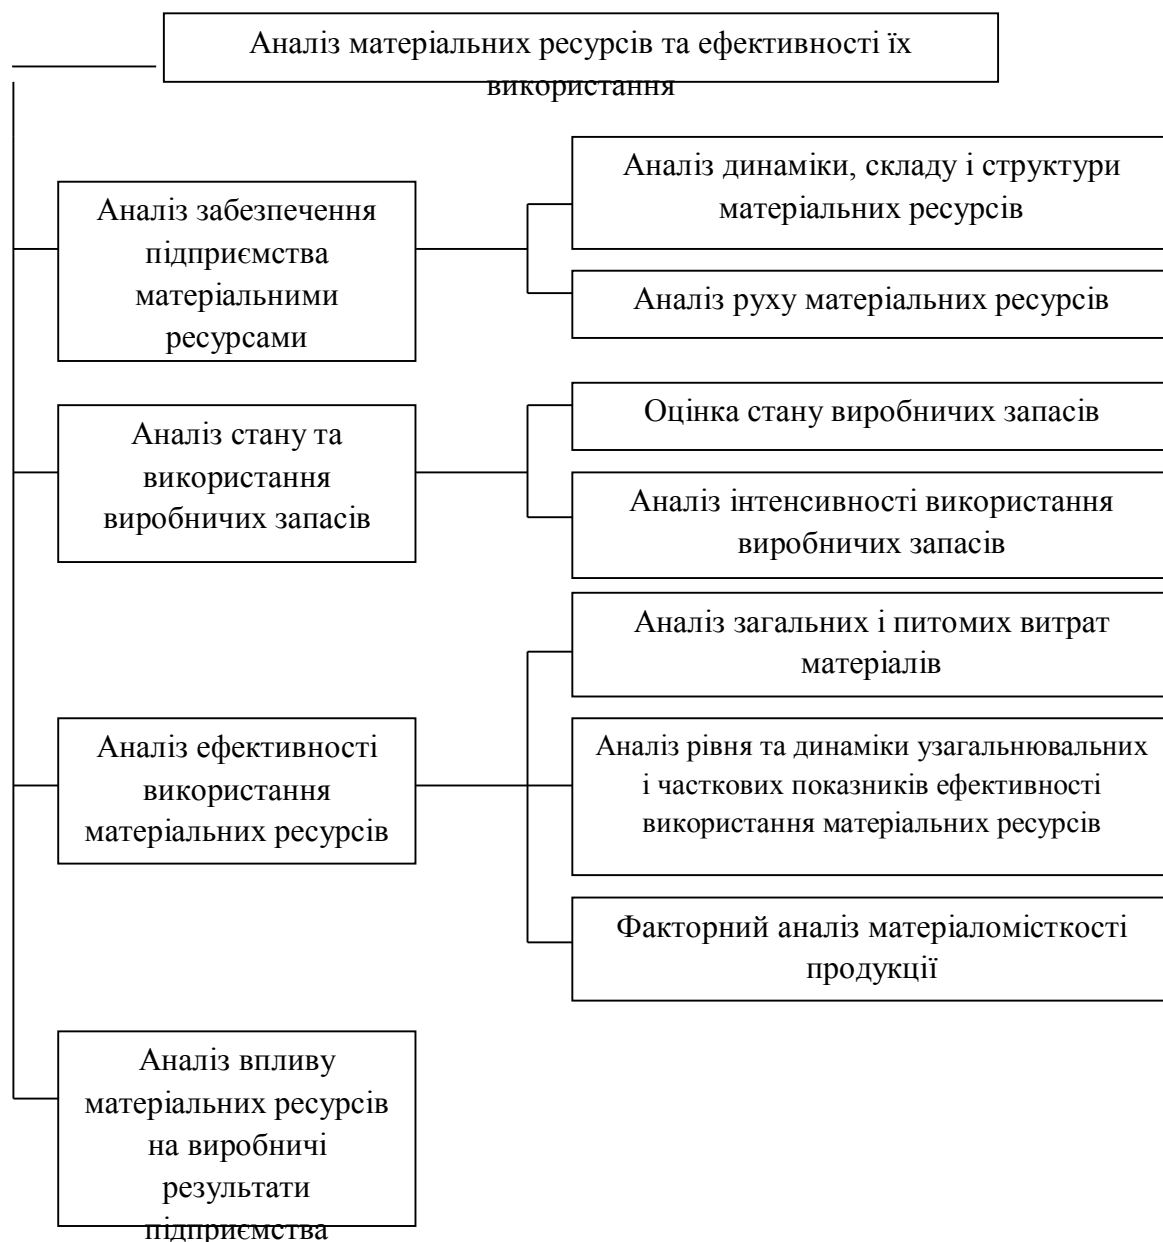 Аналіз матеріальних ресурсів та ефективності їх
використання
Аналіз забезпечення
підприємства
матеріальними
ресурсами
Аналіз динаміки, складу і структури
матеріальних ресурсів
Аналіз руху матеріальних ресурсів
Аналіз стану та
використання
виробничих запасів
Оцінка стану виробничих запасів
Аналіз інтенсивності використання
виробничих запасів
Аналіз ефективності
використання
матеріальних ресурсів
Аналіз загальних і питомих витрат
матеріалів
Аналіз рівня та динаміки узагальнювальних
і часткових показників ефективності
використання матеріальних ресурсів
Факторний аналіз матеріаломісткості
продукції
Аналіз впливу
матеріальних ресурсів
на виробничі
результати
підприємства